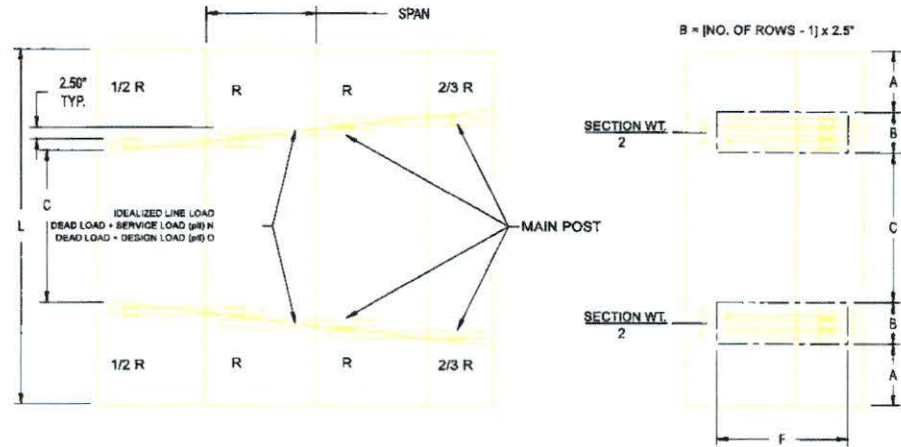 SPAN
B = [NO. OF ROWS - 1] x 2.5"
2.50"
TYP.
1/2 R
R
R
2/3 R
A
SECTION WT.
2
B
L
C
IDEALIZED LINE LOAD
DEAD LOAD + SERVICE LOAD (plf) N
DEAD LOAD + DESIGN LOAD (plf) O
MAIN POST
C
SECTION WT.
2
B
1/2 R
R
R
2/3 R
A
F